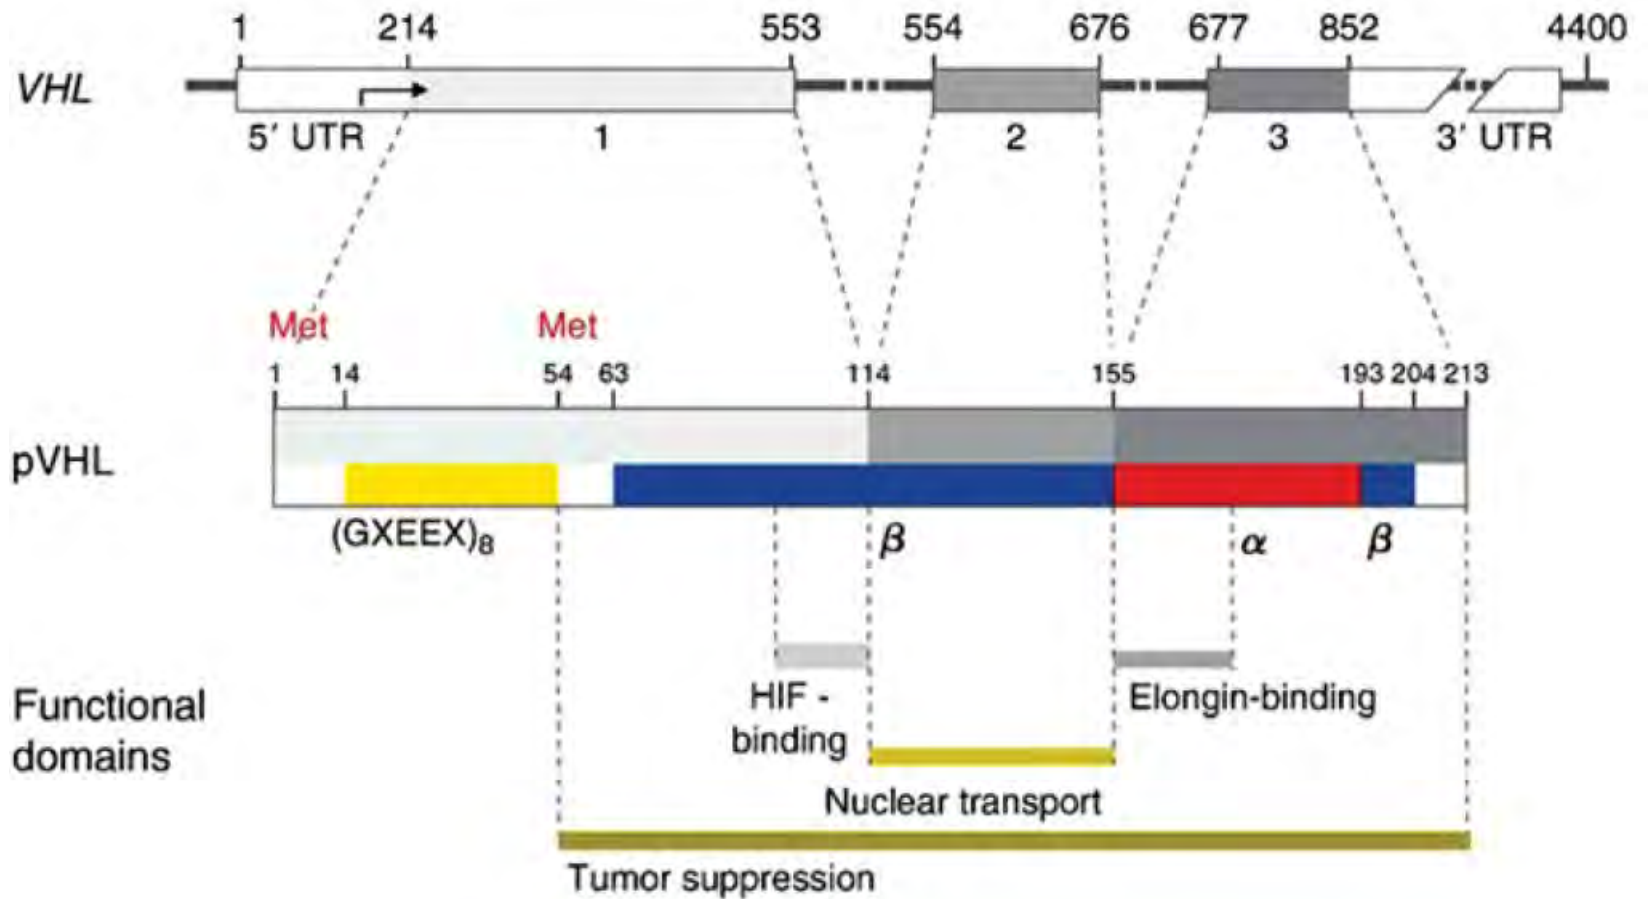 1 214 553 554 676 677 852 4400
VHL
5′ UTR 1 2 3 3′ UTR
Met Met
1 14 54 63 114 155 193 204 213
pVHL
(GXEEX)8 β α β
HIF - Elongin-binding
binding
Functional
domains
Nuclear transport
Tumor suppression